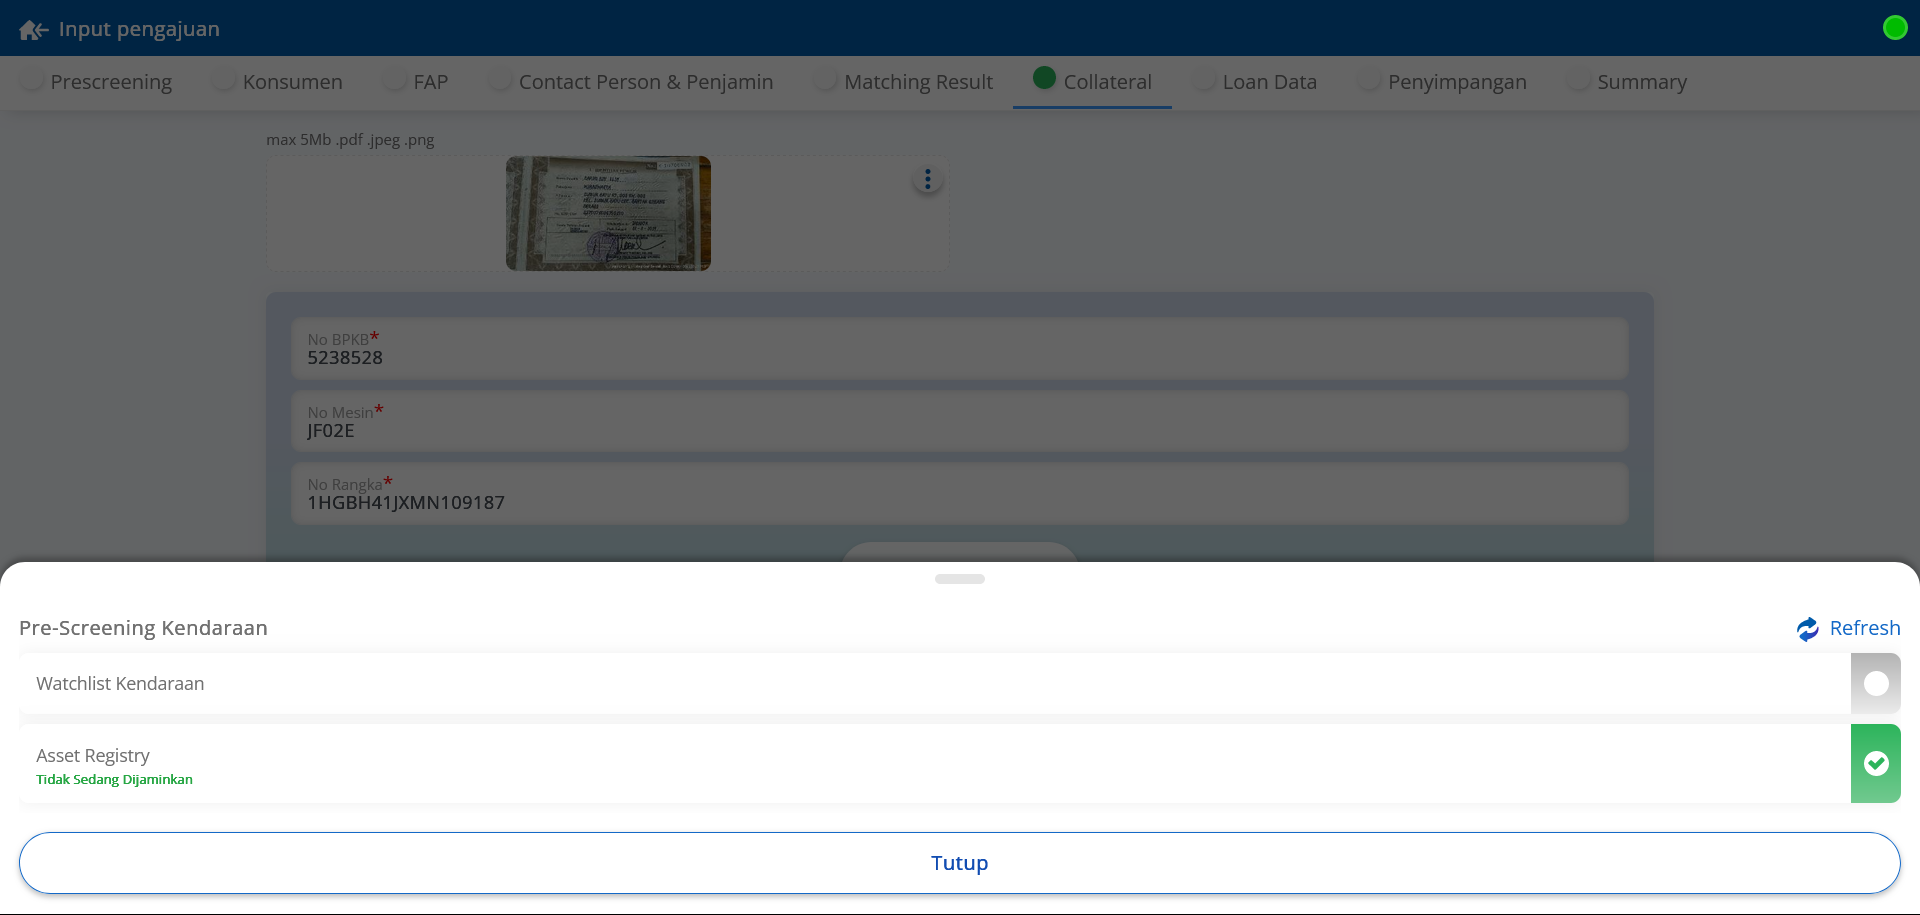 Input pengajuan
Prescreening
Konsumen
FAP
Contact Person & Penjamin
Matching Result
Collateral
Loan Data
Penyimpangan
Summary
max 5Mb .pdf .jpeg .png
No BPKB*
5238528
No Mesin*
JF02E
No Rangka*
1HGBH41JXMN109187
Pre-Screening Kendaraan
Refresh
Watchlist Kendaraan
Asset Registry
Tidak Sedang Dijaminkan
Tutup